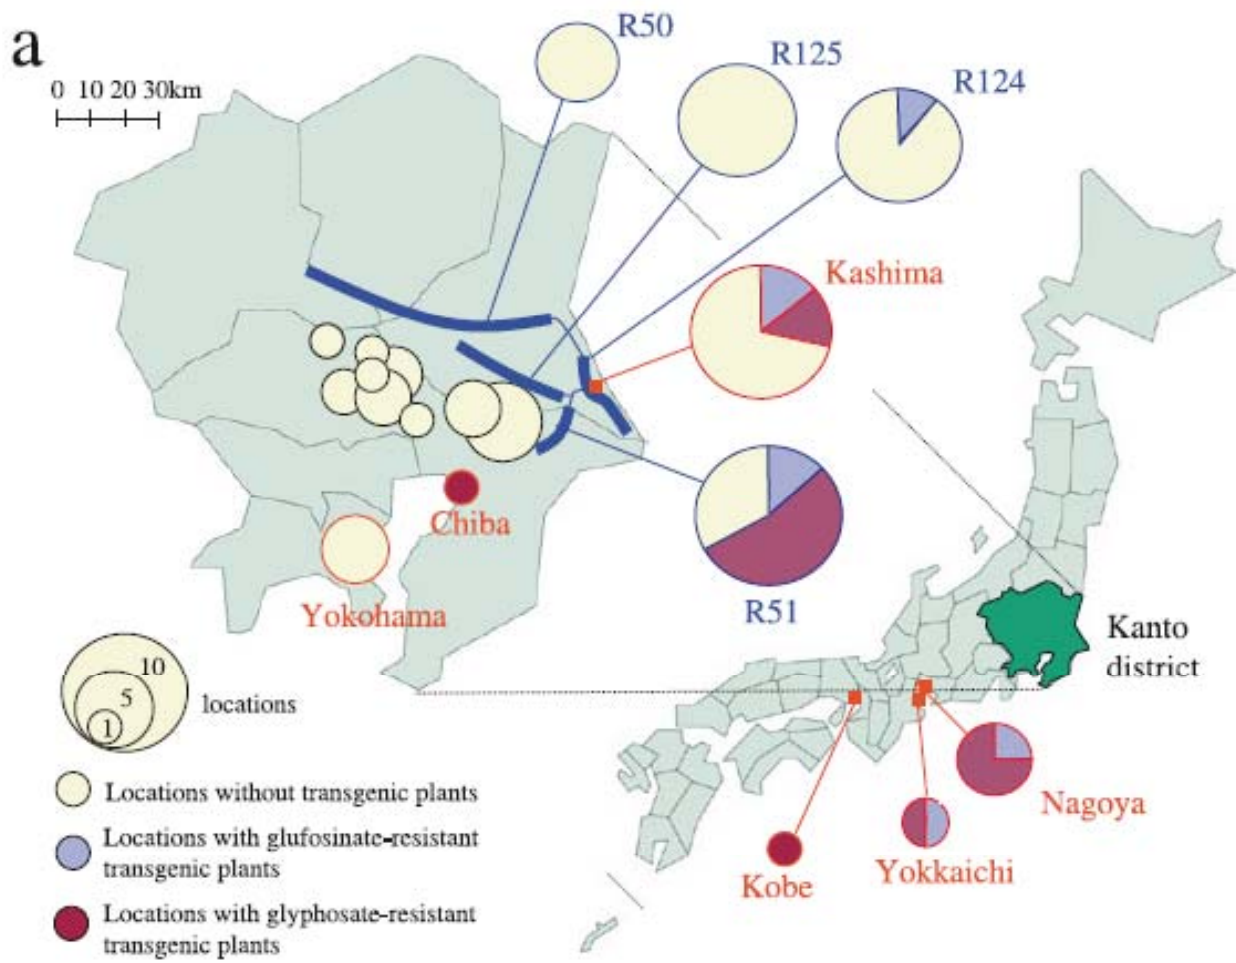 a
0 10 20 30km
R50
R125
R124
Kashima
R51
Chiba
Yokohama
Kanto
district
10
5
1
locations
Locations without transgenic plants
Locations with glufosinate-resistant
transgenic plants
Locations with glyphosate-resistant
transgenic plants
Nagoya
Yokkaichi
Kobe